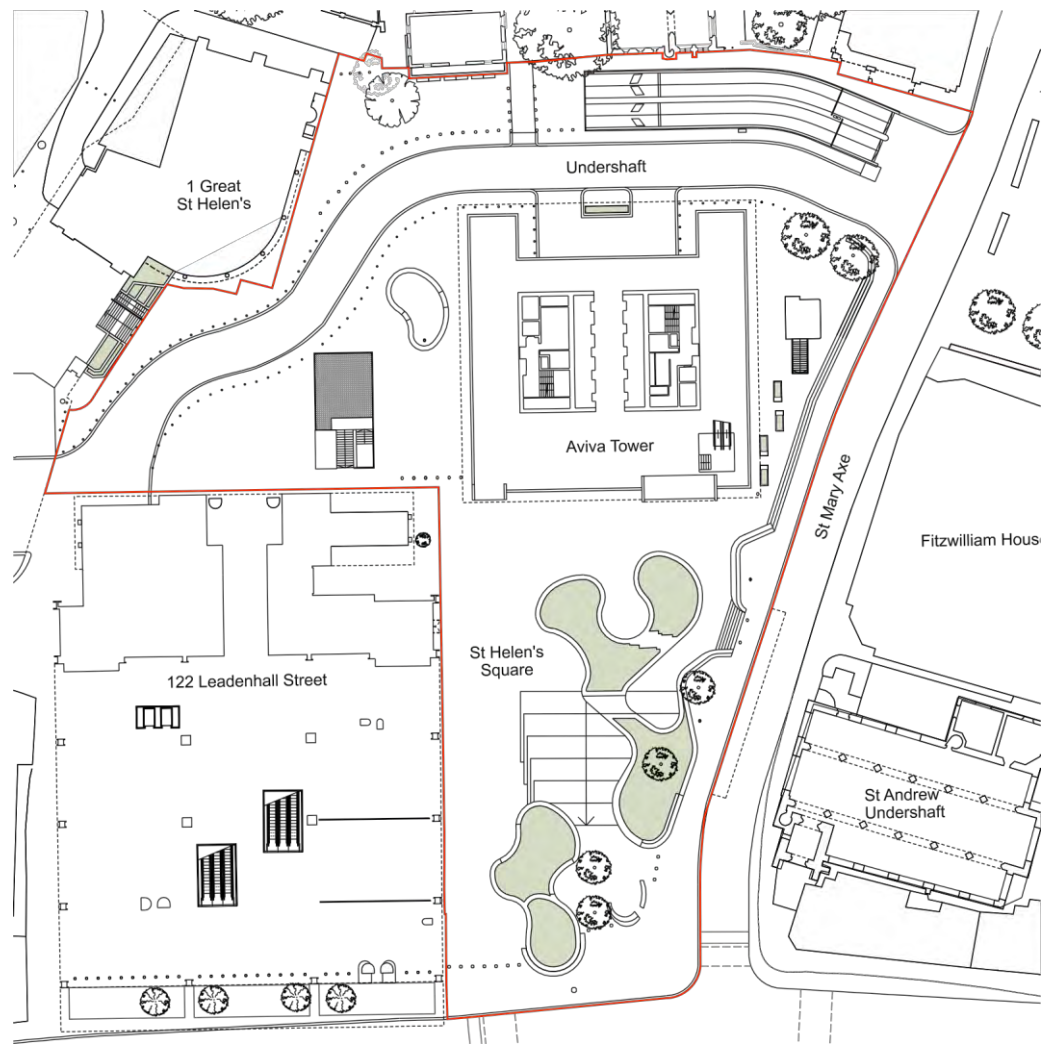 Undershaft
1 Great
St Helen's
Aviva Tower
St Mary Axe
Fitzwilliam House
St Helen's
Square
122 Leadenhall Street
St Andrew
Undershaft